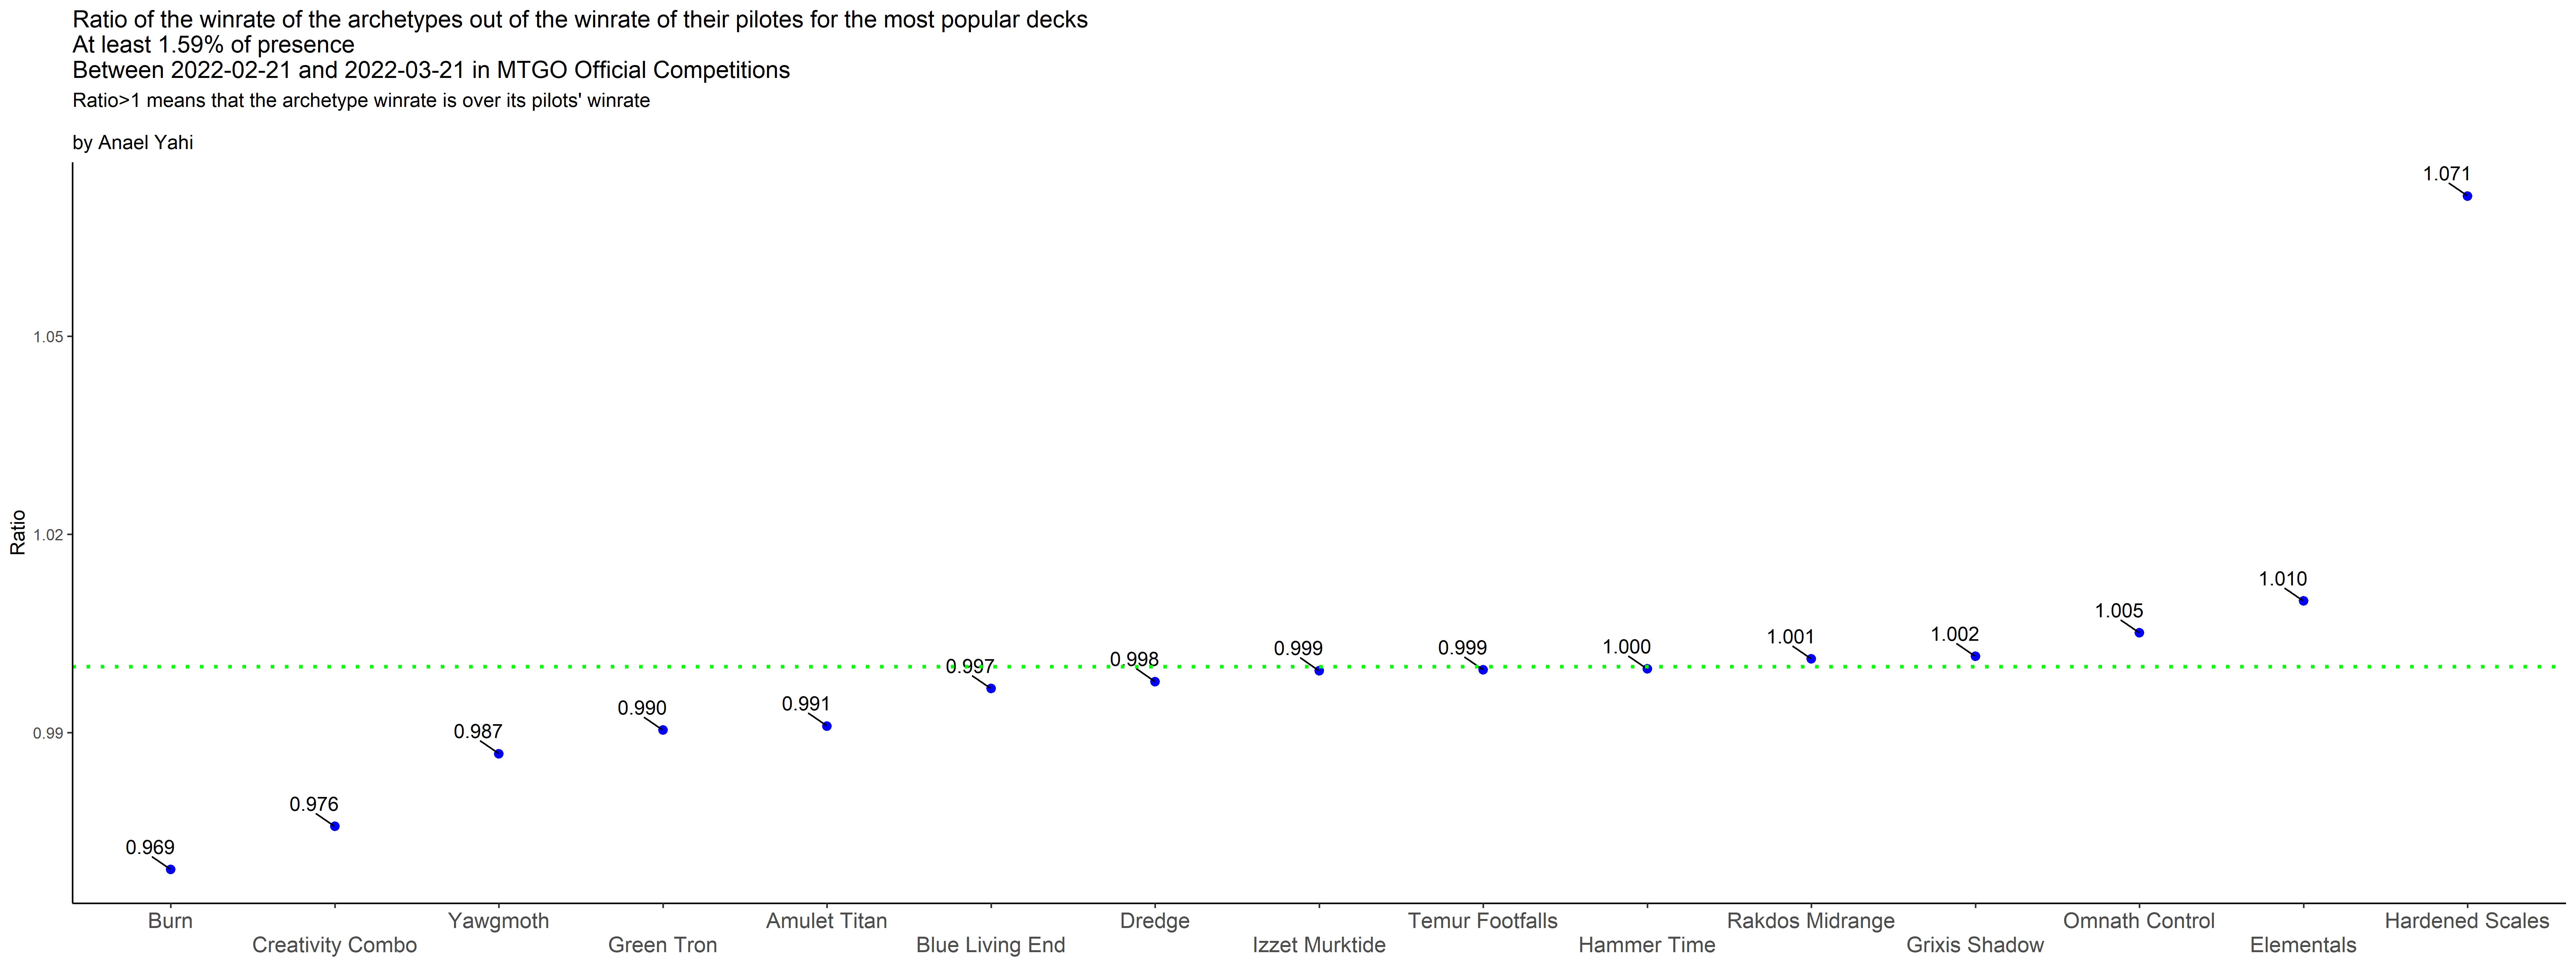 Ratio of the winrate of the archetypes out of the winrate of their pilotes for the most popular decks
At least 1.59% of presence
Between 2022-02-21 and 2022-03-21 in MTGO Official Competitions
Ratio>1 means that the archetype winrate is over its pilots' winrate
by Anael Yahi
1.071
1.05
Ratio
1.02
1.010
1.005
1.002
1.001
1.000
0.999
0.999
0.998
0.997
0.991
0.990
0.99
0.987
0.976
0.969
Burn
Creativity Combo
Yawgmoth
Green Tron
Amulet Titan
Blue Living End
Dredge
Izzet Murktide
Temur Footfalls
Hammer Time
Rakdos Midrange
Grixis Shadow
Omnath Control
Elementals
Hardened Scales